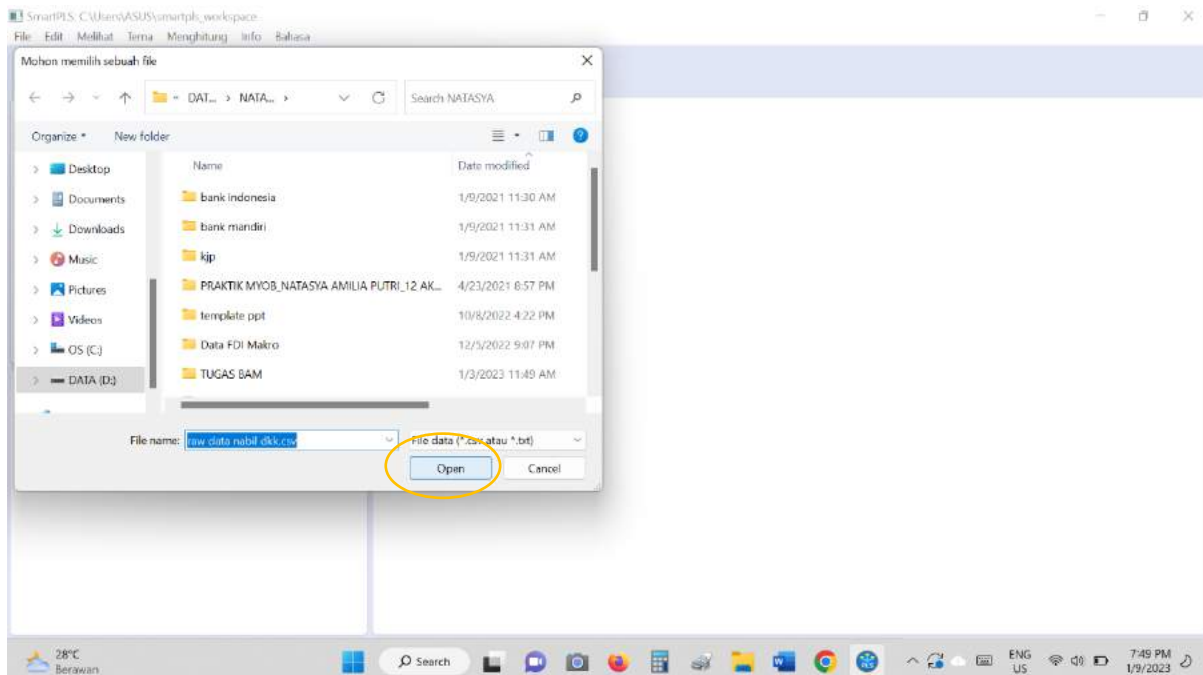 SmartPLS: C:\Users\ASUS\smartpls_workspace
File Edit Melihat Tema Menghitung Info Bahasa
Mohon memilih sebuah file
DAT... > NATA... >
Search NATASYA
Organize New folder
Name Date modified
Desktop
Documents
Downloads
Music
Pictures
Videos
OS (C:)
DATA (D:)
bank indonesia 1/9/2021 11:30 AM
bank mandiri 1/9/2021 11:31 AM
kjp 1/9/2021 11:31 AM
PRAKTIK MYOB_NATASYA AMILIA PUTRI_12 AK... 4/23/2021 8:57 PM
template ppt 10/8/2022 4:22 PM
Data FDI Makro 12/5/2022 9:07 PM
TUGAS BAM 1/3/2023 11:49 AM
File name: raw data nabil dkk.csv File data (*.csv atau *.txt)
Open Cancel
28°C
Berawan
Search
ENG
US
7:49 PM
1/9/2023